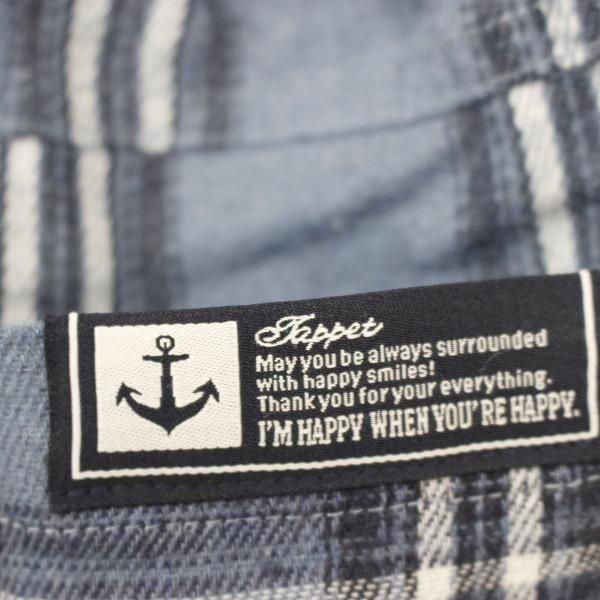 Tappet
May you be always surrounded
with happy smiles!
Thank you for your everything.
I'M HAPPY WHEN YOU'RE HAPPY.